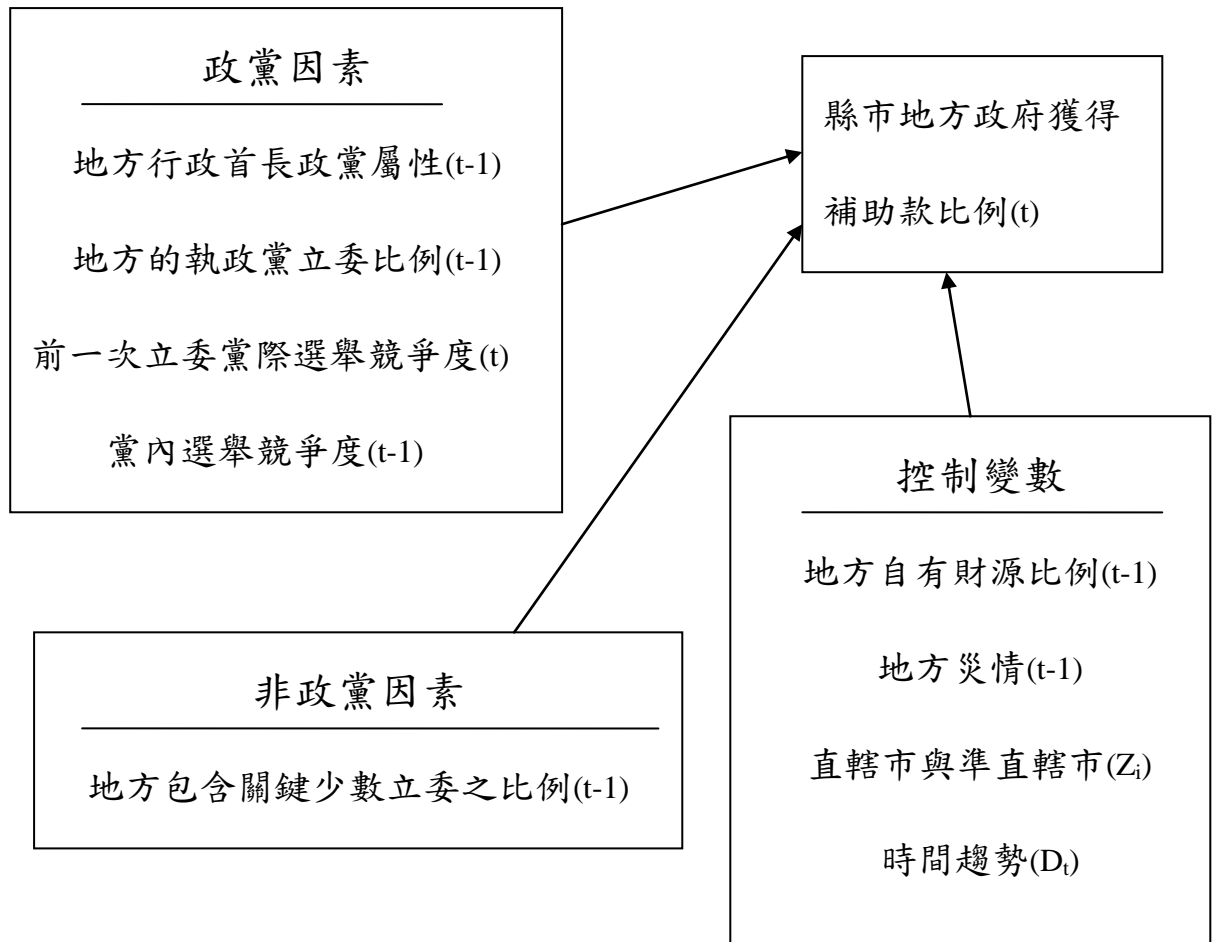 政黨因素
地方行政首長政黨屬性(t-1)
地方的執政黨立委比例(t-1)
前一次立委黨際選舉競爭度(t)
黨內選舉競爭度(t-1)
縣市地方政府獲得
補助款比例(t)
非政黨因素
地方包含關鍵少數立委之比例(t-1)
控制變數
地方自有財源比例(t-1)
地方災情(t-1)
直轄市與準直轄市(Zi)
時間趨勢(Dt)